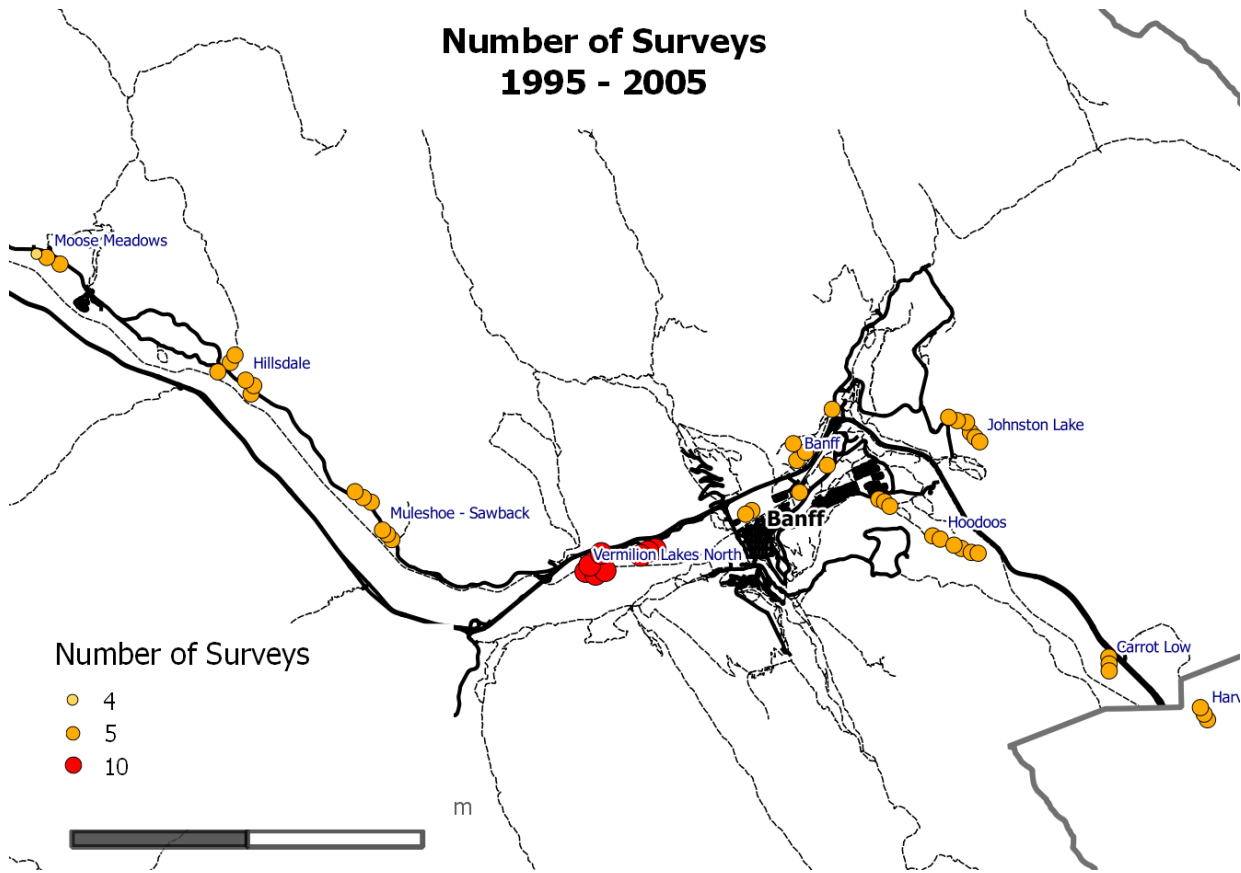 Number of Surveys
1995 - 2005
Moose Meadows
Hillsdale
Johnston Lake
Banff
Muleshoe - Sawback
Banff
Hoodoos
Vermilion Lakes North
Carrot Low
Harv
Number of Surveys
4
5
10
m